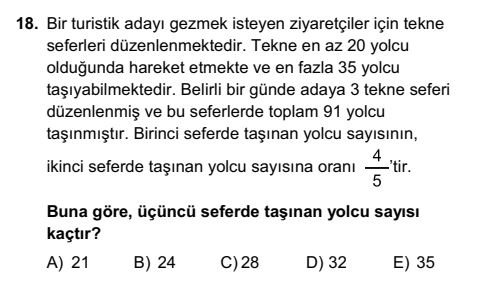 18. Bir turistik adayı gezmek isteyen ziyaretçiler için tekne
seferleri düzenlenmektedir. Tekne en az 20 yolcu
olduğunda hareket etmekte ve en fazla 35 yolcu
taşıyabilmektedir. Belirli bir günde adaya 3 tekne seferi
düzenlenmiş ve bu seferlerde toplam 91 yolcu
taşınmıştır. Birinci seferde taşınan yolcu sayısının,
ikinci seferde taşınan yolcu sayısına oranı 4/5'tir.
Buna göre, üçüncü seferde taşınan yolcu sayısı
kaçtır?
A) 21 B) 24 C) 28 D) 32 E) 35